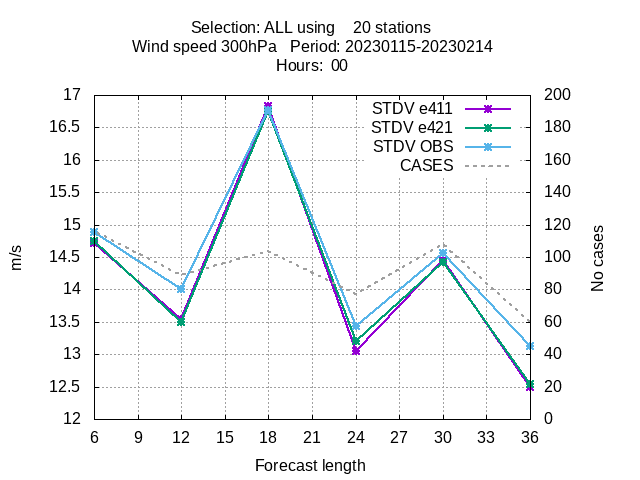 Selection: ALL using    20 stations
Wind speed 300hPa   Period: 20230115-20230214
Hours:  00
STDV e411
STDV e421
STDV OBS
CASES
17
16.5
16
15.5
15
14.5
14
13.5
13
12.5
12
200
180
160
140
120
100
80
60
40
20
0
m/s
No cases
6 9 12 15 18 21 24 27 30 33 36
Forecast length